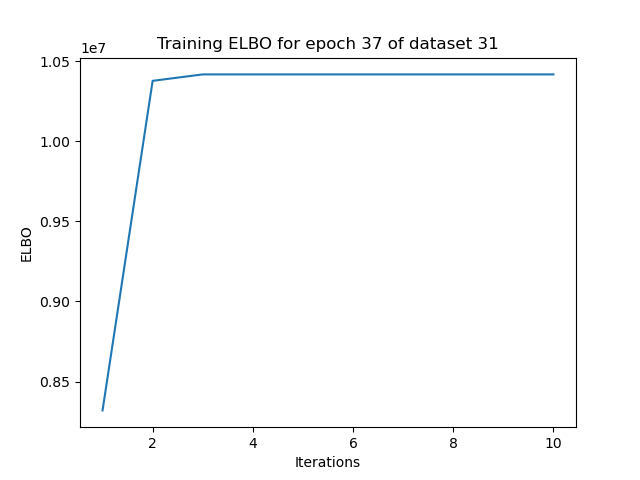 Training ELBO for epoch 37 of dataset 31
1e7
1.05
1.00
0.95
0.90
0.85
ELBO
2 4 6 8 10
Iterations